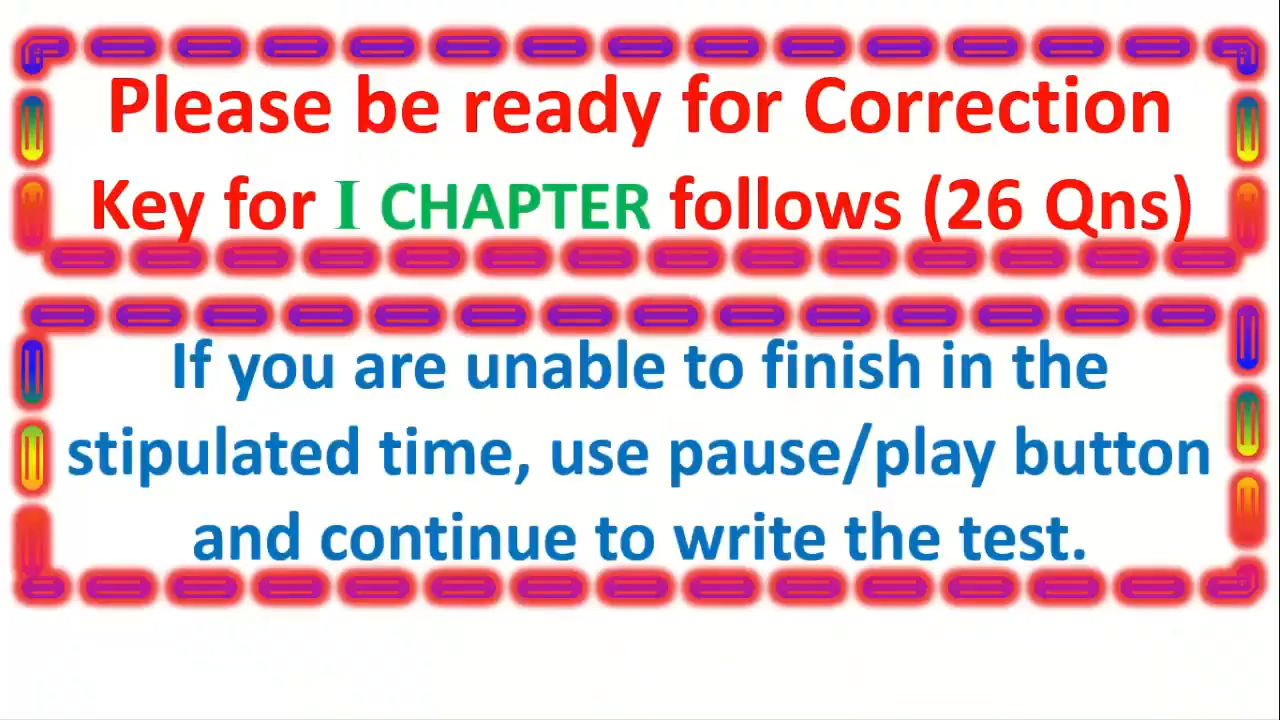 Please be ready for Correction
Key for I CHAPTER follows (26 Qns)
If you are unable to finish in the
stipulated time, use pause/play button
and continue to write the test.